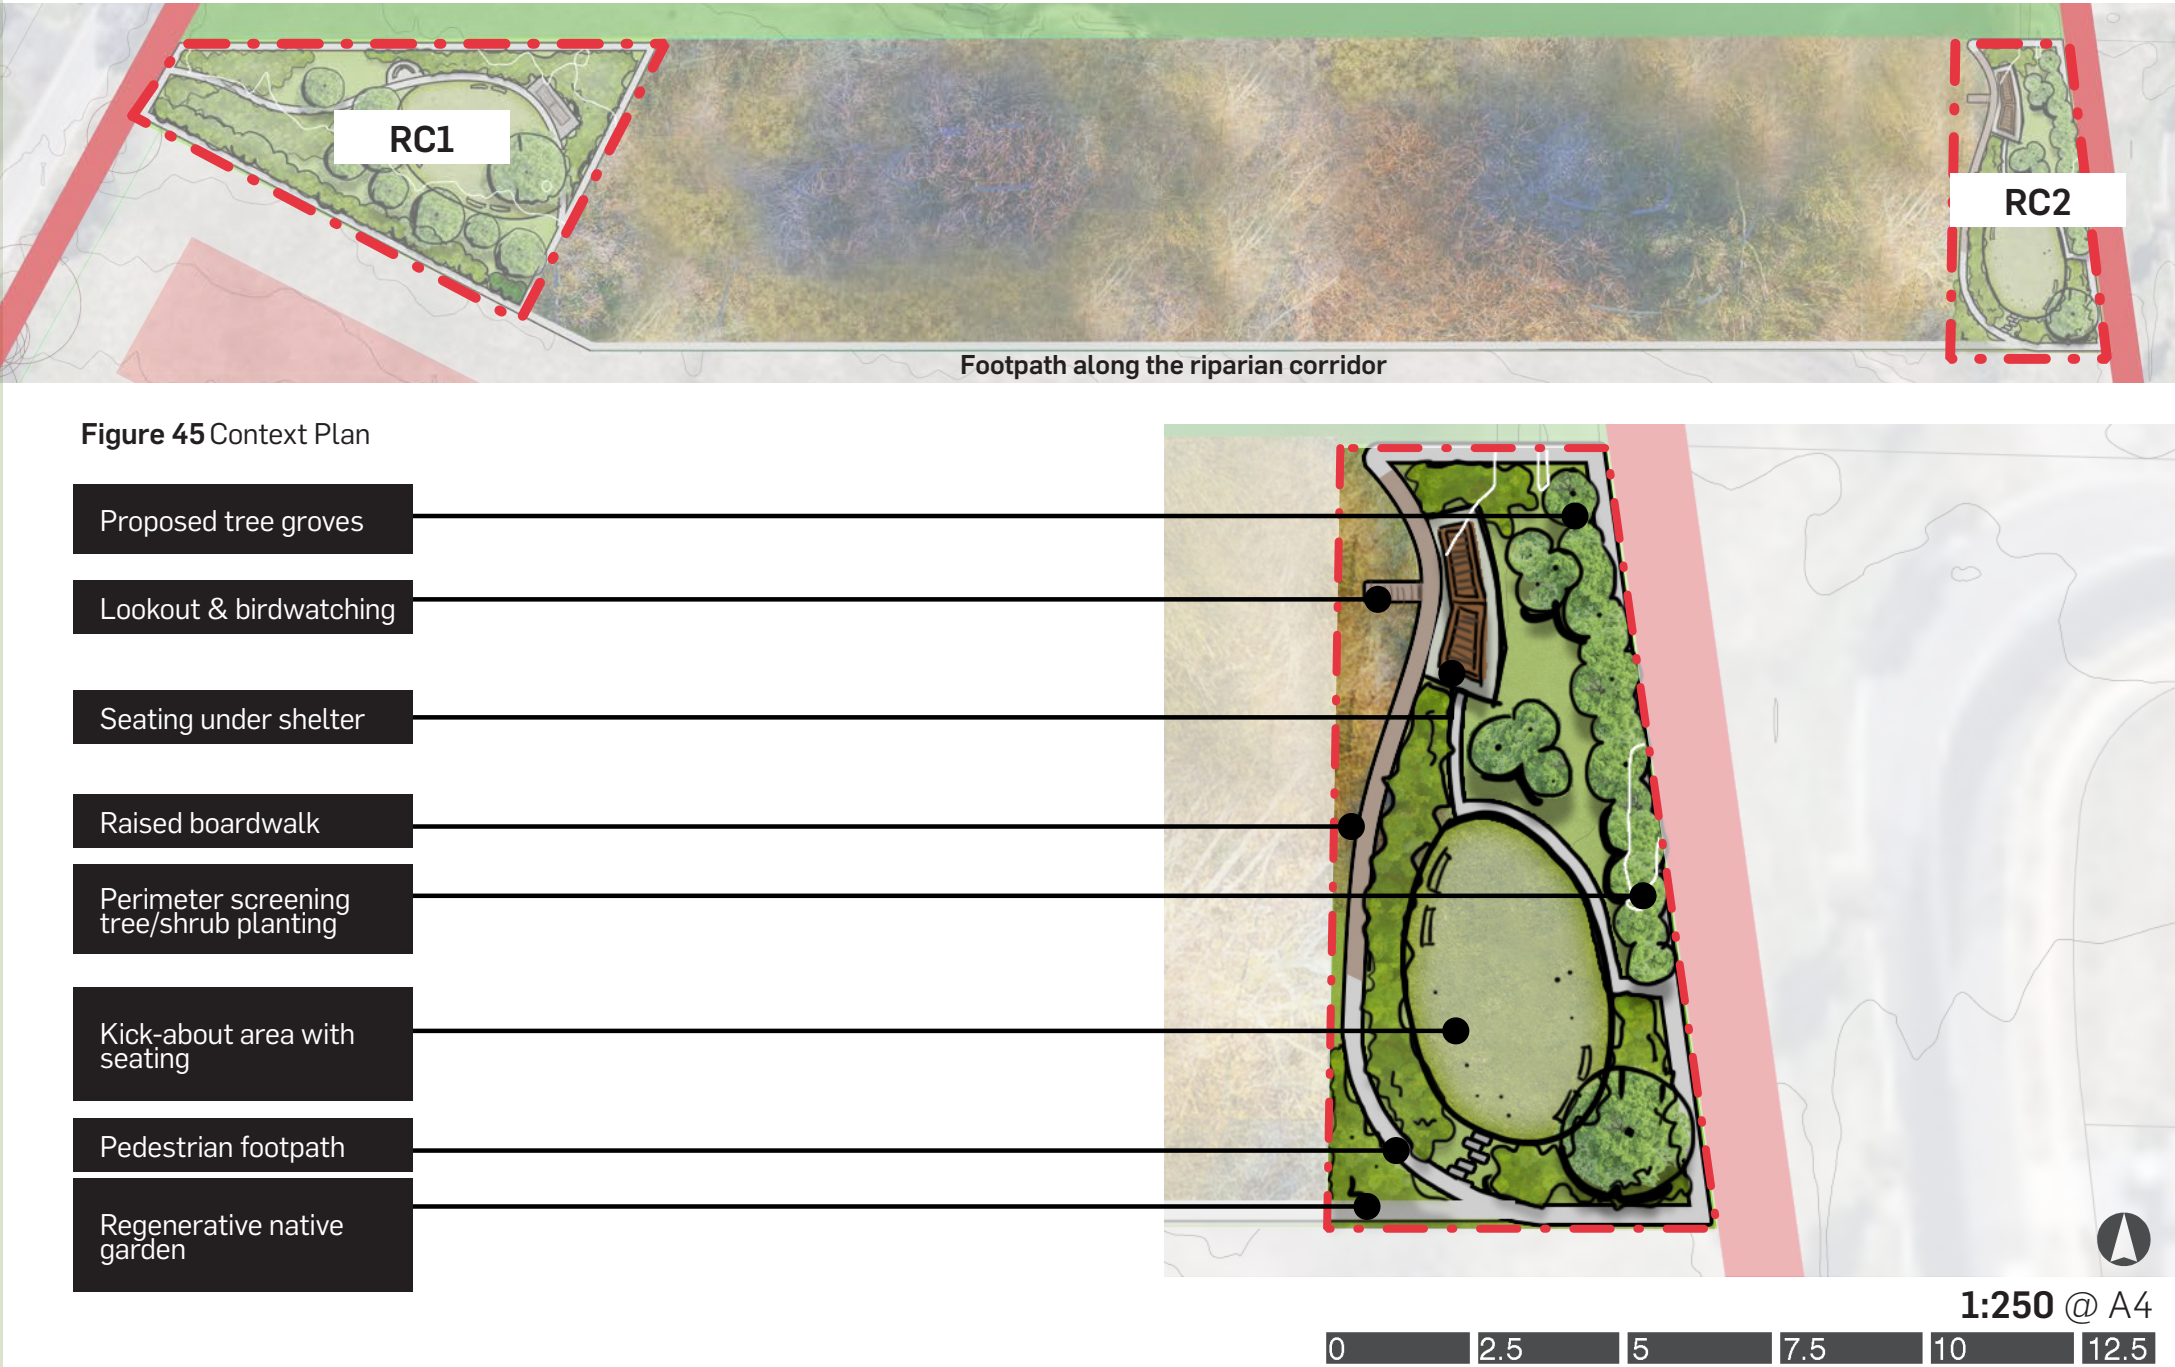 RC1
RC2
Footpath along the riparian corridor
Figure 45 Context Plan
Proposed tree groves
Lookout & birdwatching
Seating under shelter
Raised boardwalk
Perimeter screening
tree/shrub planting
Kick-about area with
seating
Pedestrian footpath
Regenerative native
garden
1:250 @ A4
0 2.5 5 7.5 10 12.5